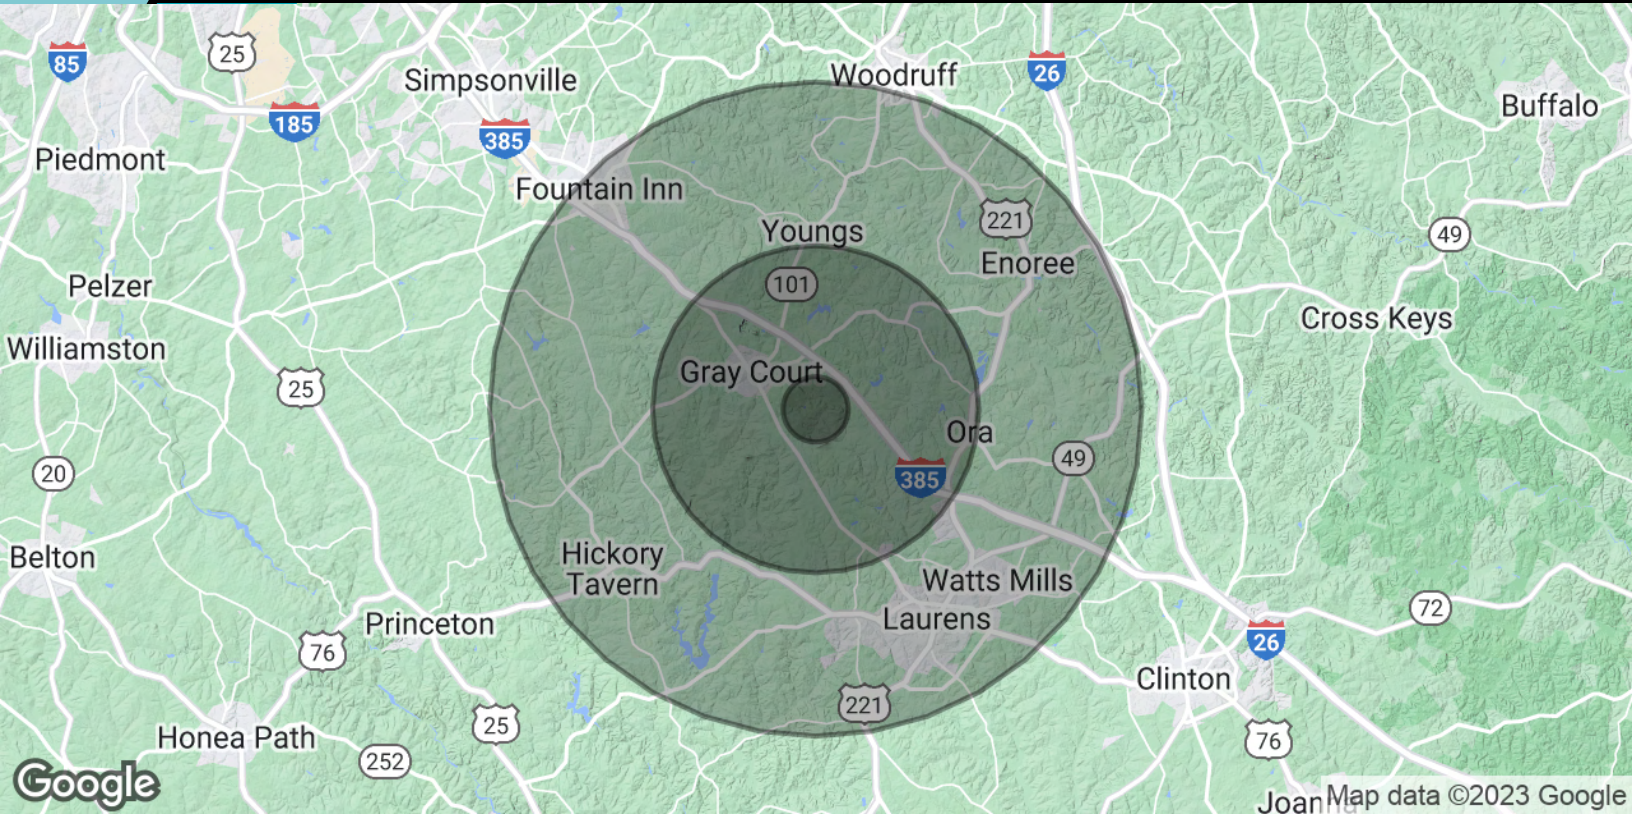 25
85
Simpsonville
Woodruff
26
Buffalo
185
385
Piedmont
Fountain Inn
221
Youngs
49
Enoree
101
Pelzer
Cross Keys
Williamston
Gray Court
25
Ora
49
20
385
Hickory
Tavern
Belton
Watts Mills
72
Laurens
Princeton
76
26
Clinton
221
25
Honea Path
76
252
Google
Map data ©2023 Google